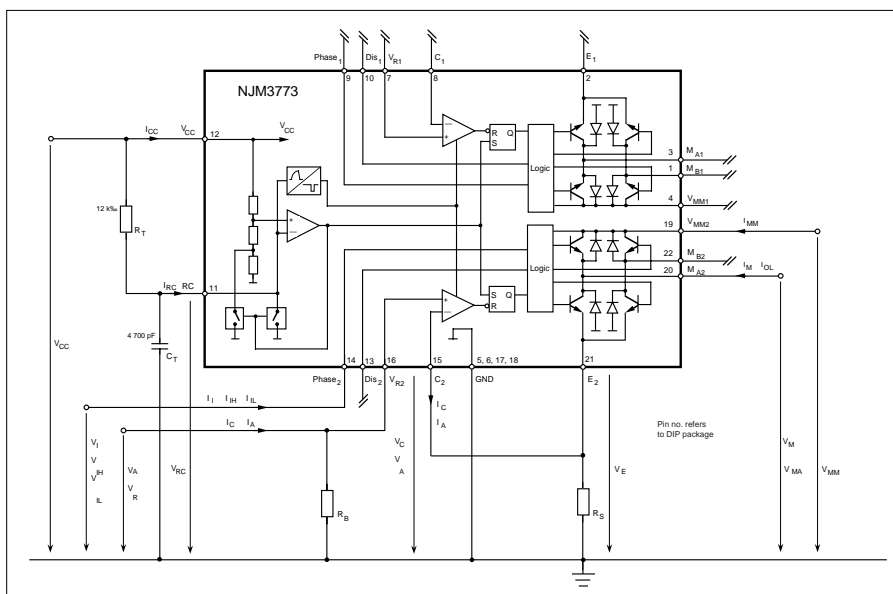 Phase1 Dis1 VR1 C1 E1
9 10 7 8 2
NJM3773
ICC VCC 12 VCC
R Q
S
Logic
3 MA1
1 MB1
4 VMM1
12 k‰
RT
+
–
19 VMM2 IMM
22 MB2
20 MA2 IM IOL
Logic
S Q
R
IRC RC 11
4 700 pF
CT
14 13 16 15 5, 6, 17, 18 21
Phase2 Dis2 VR2 C2 GND E2
VCC
II IIH IIL
IC IA
IC
IA
Pin no. refers
to DIP package
VI
V IH
V IL
VA
V R
VRC
VC
V A
VE
VM
VMA
VMM
RB
RS